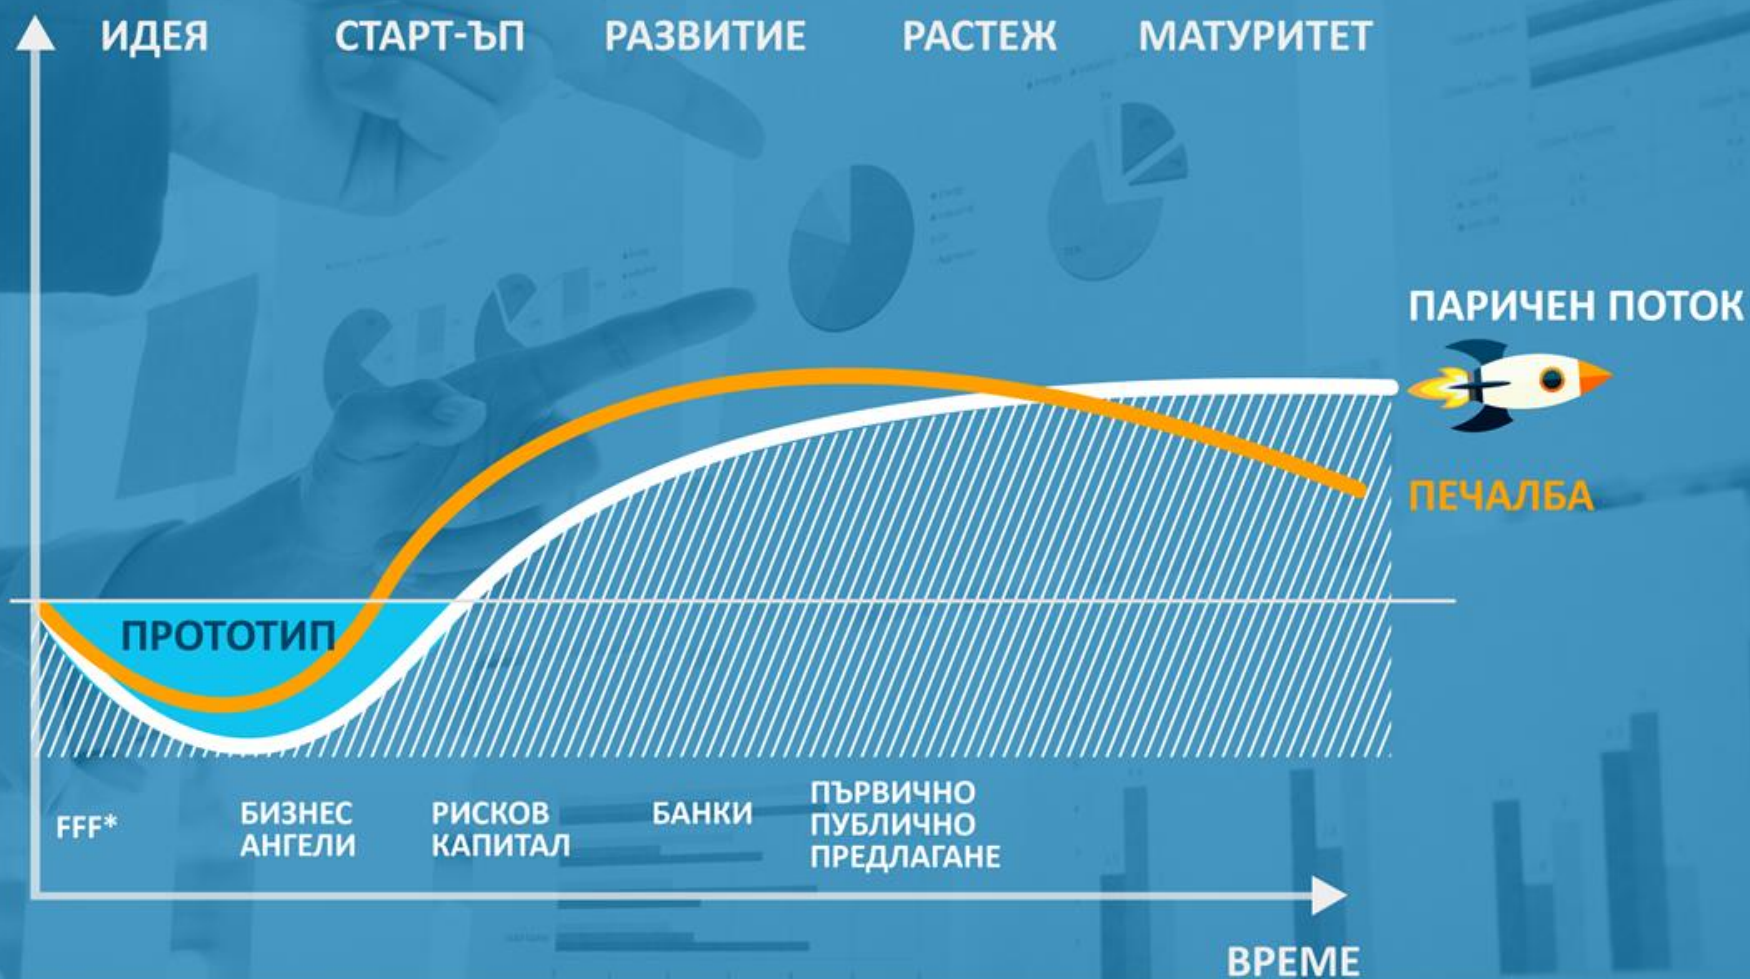 ИДЕЯ
СТАРТ-ЪП
РАЗВИТИЕ
РАСТЕЖ
МАТУРИТЕТ
ПАРИЧЕН ПОТОК
ПЕЧАЛБА
ПРОТОТИП
FFF*
БИЗНЕС
АНГЕЛИ
РИСКОВ
КАПИТАЛ
БАНКИ
ПЪРВИЧНО
ПУБЛИЧНО
ПРЕДЛАГАНЕ
ВРЕМЕ